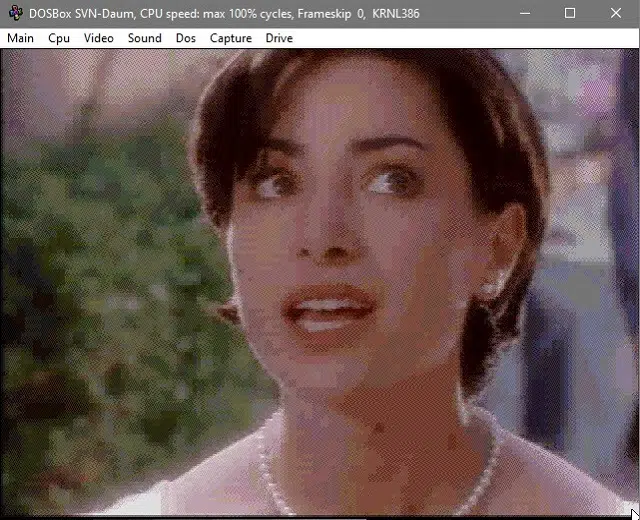 DOSBox SVN-Daum, CPU speed: max 100% cycles, Frameskip 0, KRNL386
Main Cpu Video Sound Dos Capture Drive